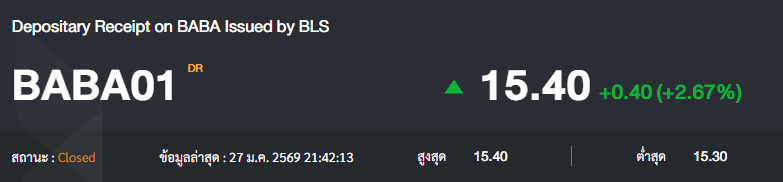 Depositary Receipt on BABA Issued by BLS
BABA01 DR ▲ 15.40 +0.40 (+2.67%)
สถานะ : Closed ข้อมูลล่าสุด : 27 ม.ค. 2569 21:42:13 สูงสุด 15.40 ต่ำสุด 15.30